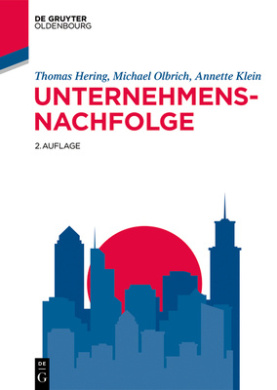 DE GRUYTER
OLDENBOURG
Thomas Hering, Michael Olbrich, Annette Klein
UNTERNEHMENS-
NACHFOLGE
2. AUFLAGE
DE
G